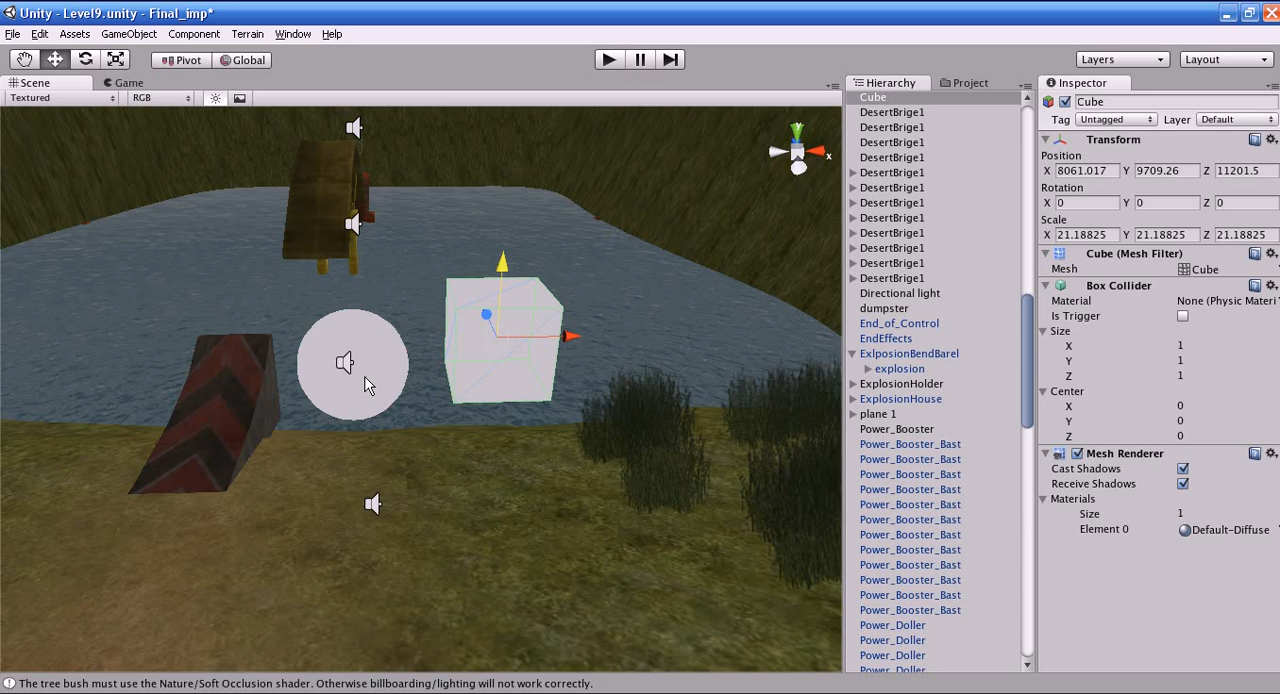 Unity - Level9.unity - Final_imp*
File Edit Assets GameObject Component Terrain Window Help
Pivot Global Layers Layout
Scene Game
Textured RGB
y
x
Hierarchy Project
Cube
DesertBrige1
DesertBrige1
DesertBrige1
DesertBrige1
DesertBrige1
DesertBrige1
DesertBrige1
DesertBrige1
DesertBrige1
DesertBrige1
DesertBrige1
DesertBrige1
Directional light
dumpster
End_of_Control
EndEffects
ExlposionBendBarel
explosion
ExplosionHolder
ExplosionHouse
plane 1
Power_Booster
Power_Booster_Bast
Power_Booster_Bast
Power_Booster_Bast
Power_Booster_Bast
Power_Booster_Bast
Power_Booster_Bast
Power_Booster_Bast
Power_Booster_Bast
Power_Booster_Bast
Power_Booster_Bast
Power_Booster_Bast
Power_Booster_Bast
Power_Doller
Power_Doller
Power_Doller
Power_Doller
Inspector
Cube
Tag Untagged Layer Default
Transform
Position
X 8061.017 Y 9709.26 Z 11201.5
Rotation
X 0 Y 0 Z 0
Scale
X 21.18825 Y 21.18825 Z 21.18825
Cube (Mesh Filter)
Mesh Cube
Box Collider
Material None (Physic Materi
Is Trigger
Size
X 1
Y 1
Z 1
Center
X 0
Y 0
Z 0
Mesh Renderer
Cast Shadows
Receive Shadows
Materials
Size 1
Element 0 Default-Diffuse
The tree bush must use the Nature/Soft Occlusion shader. Otherwise billboarding/lighting will not work correctly.